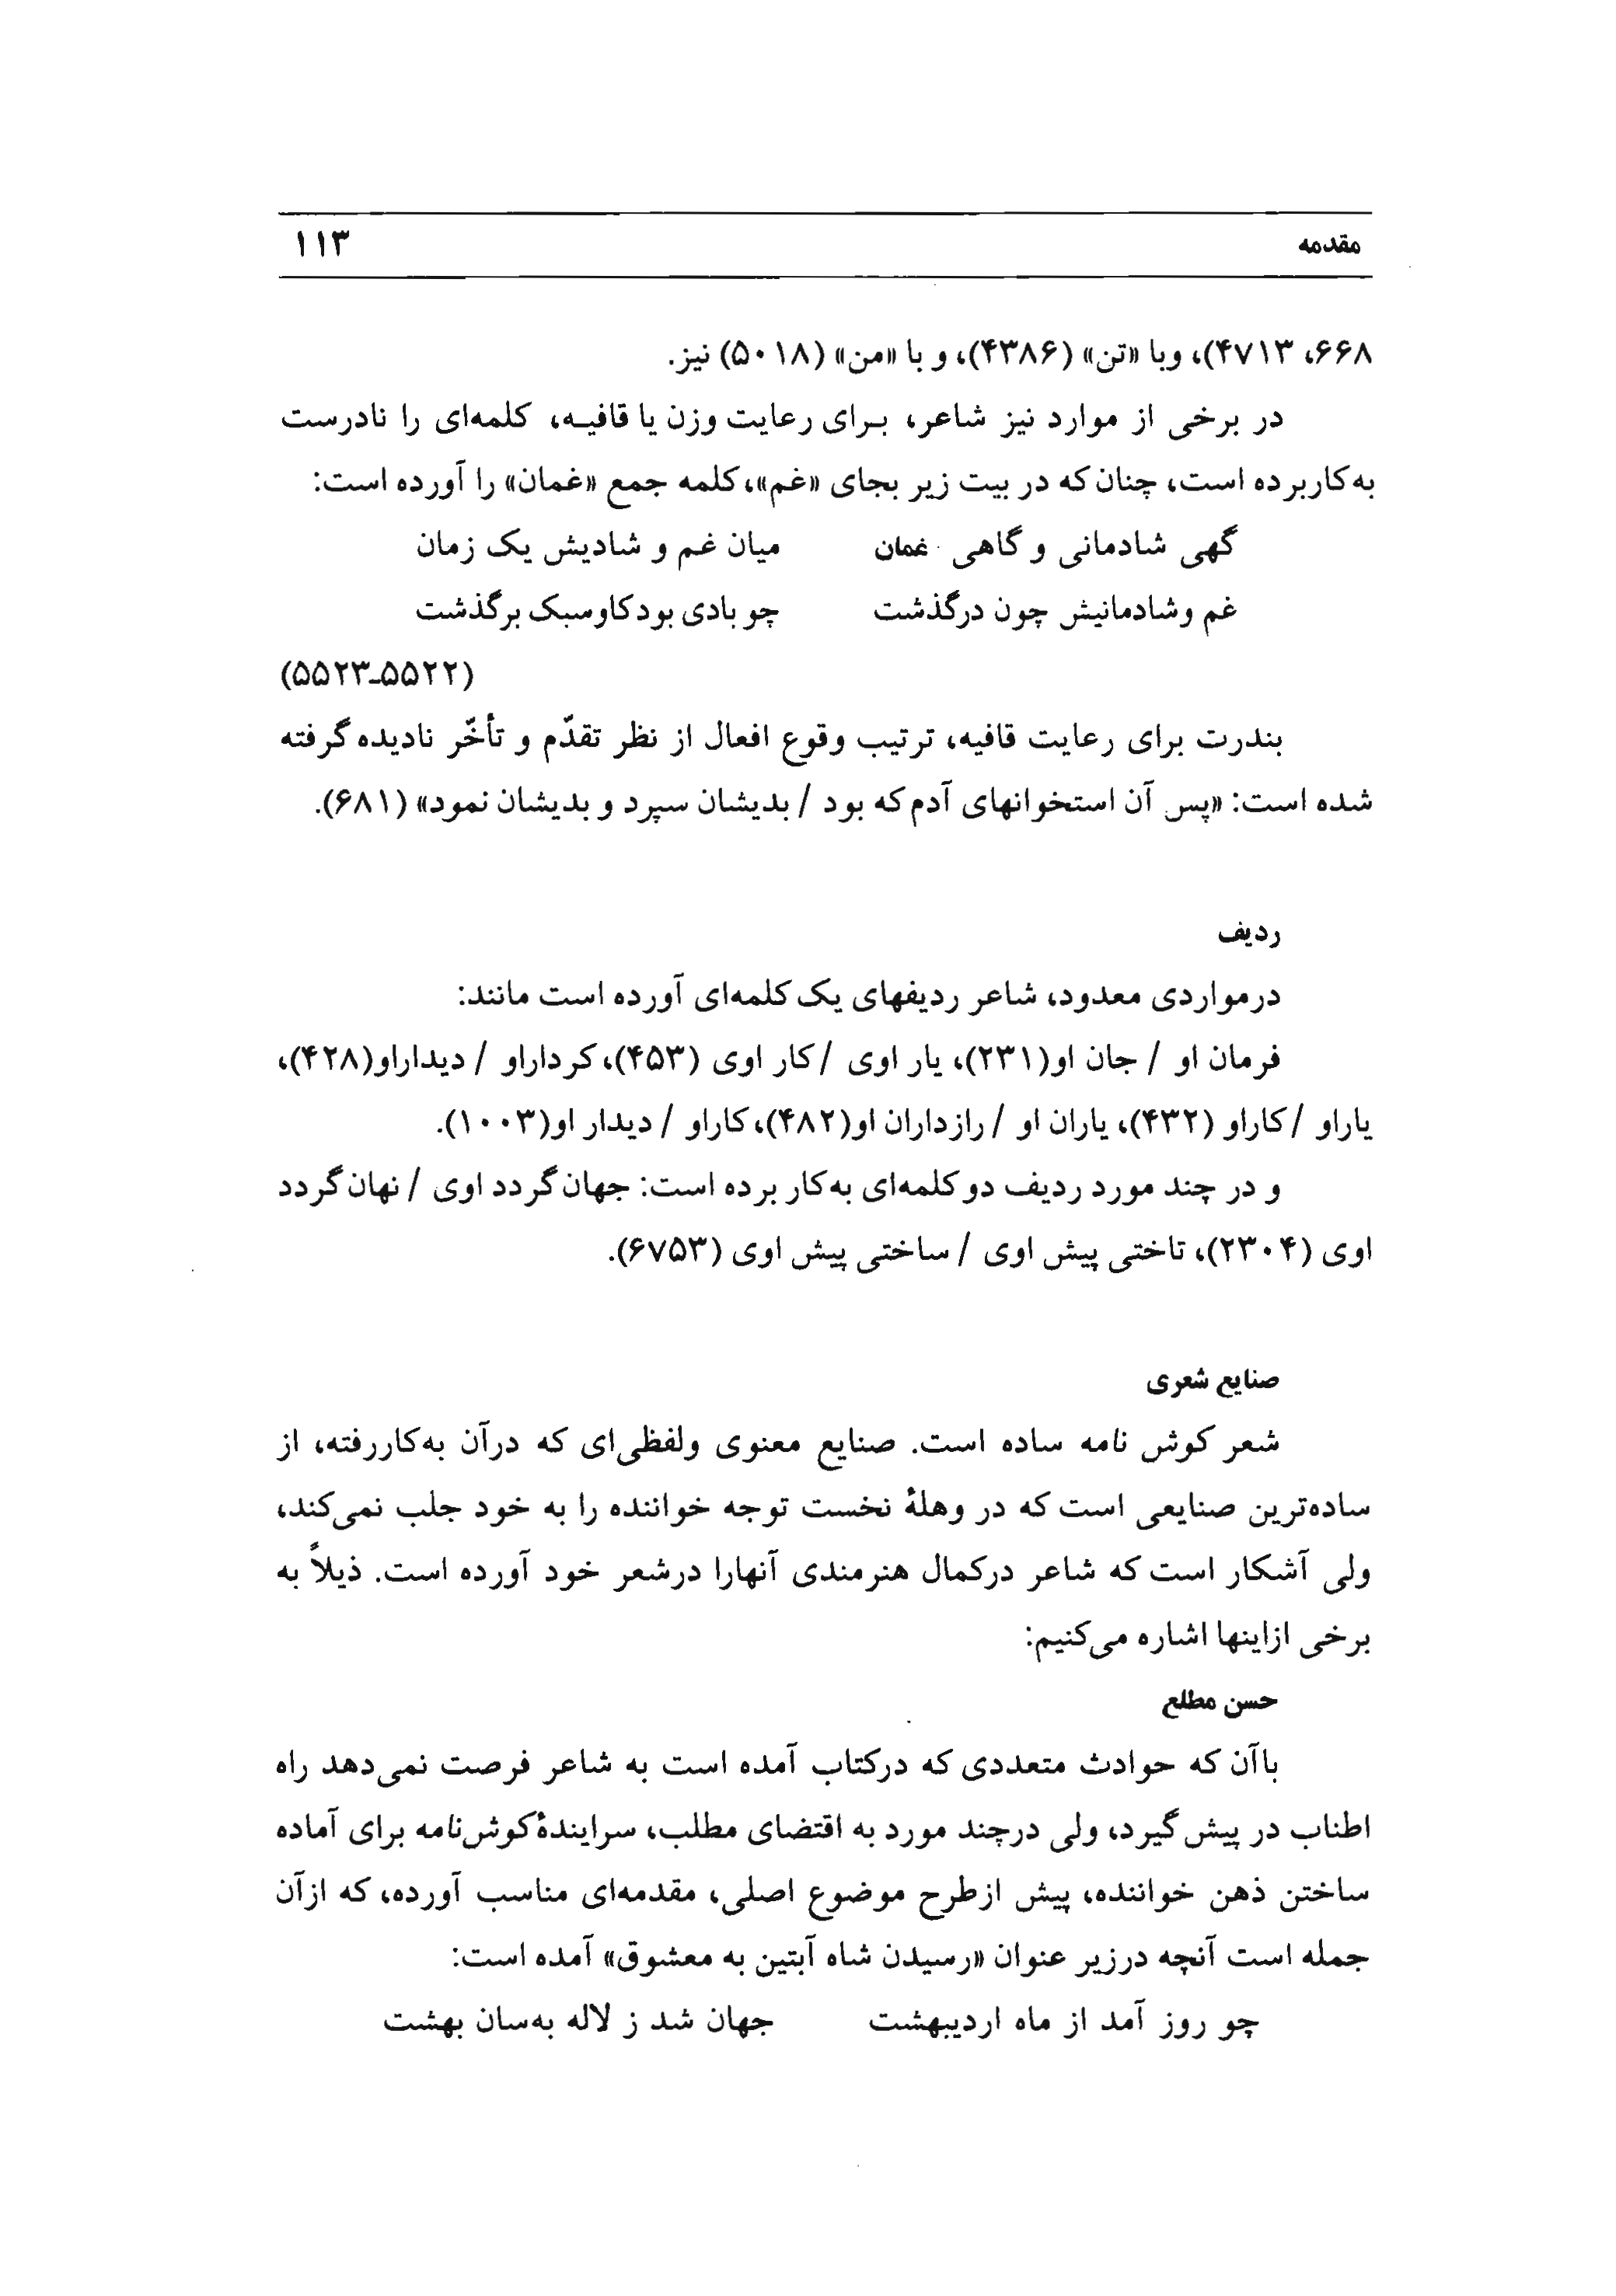 مقدمه ۱۱۳
۶۶۸، ۴۷۱۳)، وبا «تن» (۴۳۸۶)، و با «من» (۵۰۱۸) نیز.
در برخی از موارد نیز شاعر، برای رعایت وزن یا قافیه، کلمه‌ای را نادرست
به‌کاربرده است، چنان‌که در بیت زیر بجای «غم»، کلمه جمع «غمان» را آورده است:
گهی شادمانی و گاهی غمان میان غم و شادیش یک زمان
غم وشادمانیش چون درگذشت چو بادی بودکاوسبک برگذشت
(۵۵۲۲ـ۵۵۲۳)
بندرت برای رعایت قافیه، ترتیب وقوع افعال از نظر تقدّم و تأخّر نادیده گرفته
شده است: «پس آن استخوانهای آدم که بود / بدیشان سپرد و بدیشان نمود» (۶۸۱).
ردیف
درمواردی معدود، شاعر ردیفهای یک کلمه‌ای آورده است مانند:
فرمان او / جان او(۲۳۱)، یار اوی / کار اوی (۴۵۳)، کرداراو / دیداراو(۴۲۸)،
یاراو / کاراو (۴۳۲)، یاران او / رازداران او(۴۸۲)، کاراو / دیدار او(۱۰۰۳).
و در چند مورد ردیف دو کلمه‌ای به‌کار برده است: جهان گردد اوی / نهان گردد
اوی (۲۳۰۴)، تاختی پیش اوی / ساختی پیش اوی (۶۷۵۳).
صنایع شعری
شعر کوش نامه ساده است. صنایع معنوی ولفظی‌ای که درآن به‌کاررفته، از
ساده‌ترین صنایعی است که در وهلهٔ نخست توجه خواننده را به خود جلب نمی‌کند،
ولی آشکار است که شاعر درکمال هنرمندی آنهارا درشعر خود آورده است. ذیلاً به
برخی ازاینها اشاره می‌کنیم:
حسن مطلع
باآن که حوادث متعددی که درکتاب آمده است به شاعر فرصت نمی‌دهد راه
اطناب در پیش گیرد، ولی درچند مورد به اقتضای مطلب، سرایندهٔ کوش‌نامه برای آماده
ساختن ذهن خواننده، پیش ازطرح موضوع اصلی، مقدمه‌ای مناسب آورده، که ازآن
جمله است آنچه درزیر عنوان «رسیدن شاه آبتین به معشوق» آمده است:
چو روز آمد از ماه اردیبهشت جهان شد ز لاله به‌سان بهشت